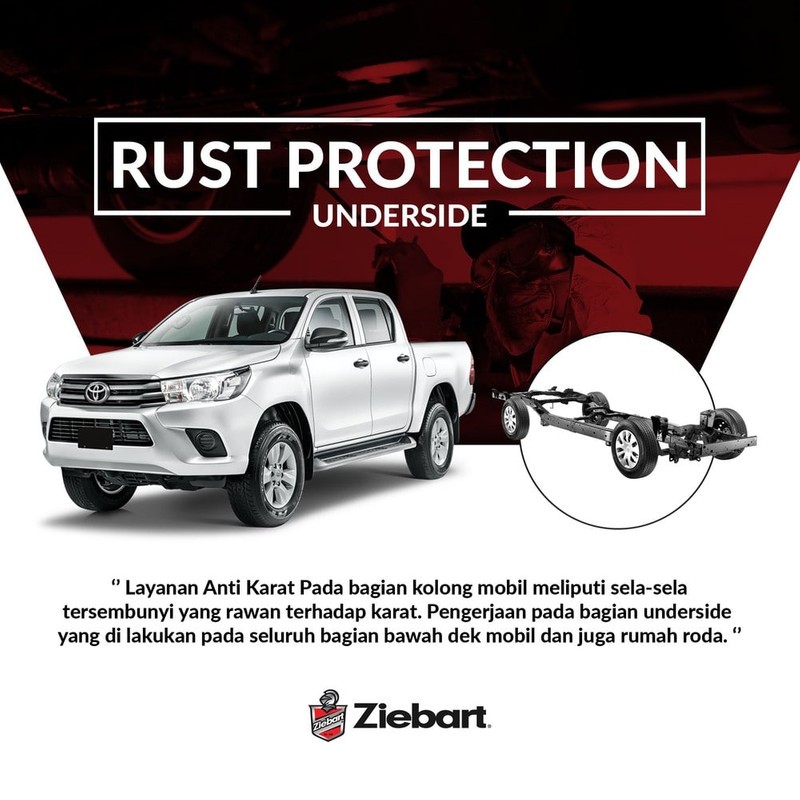 RUST PROTECTION
UNDERSIDE
“ Layanan Anti Karat Pada bagian kolong mobil meliputi sela-sela
tersembunyi yang rawan terhadap karat. Pengerjaan pada bagian underside
yang di lakukan pada seluruh bagian bawah dek mobil dan juga rumah roda. ”
Ziebart
Ziebart®